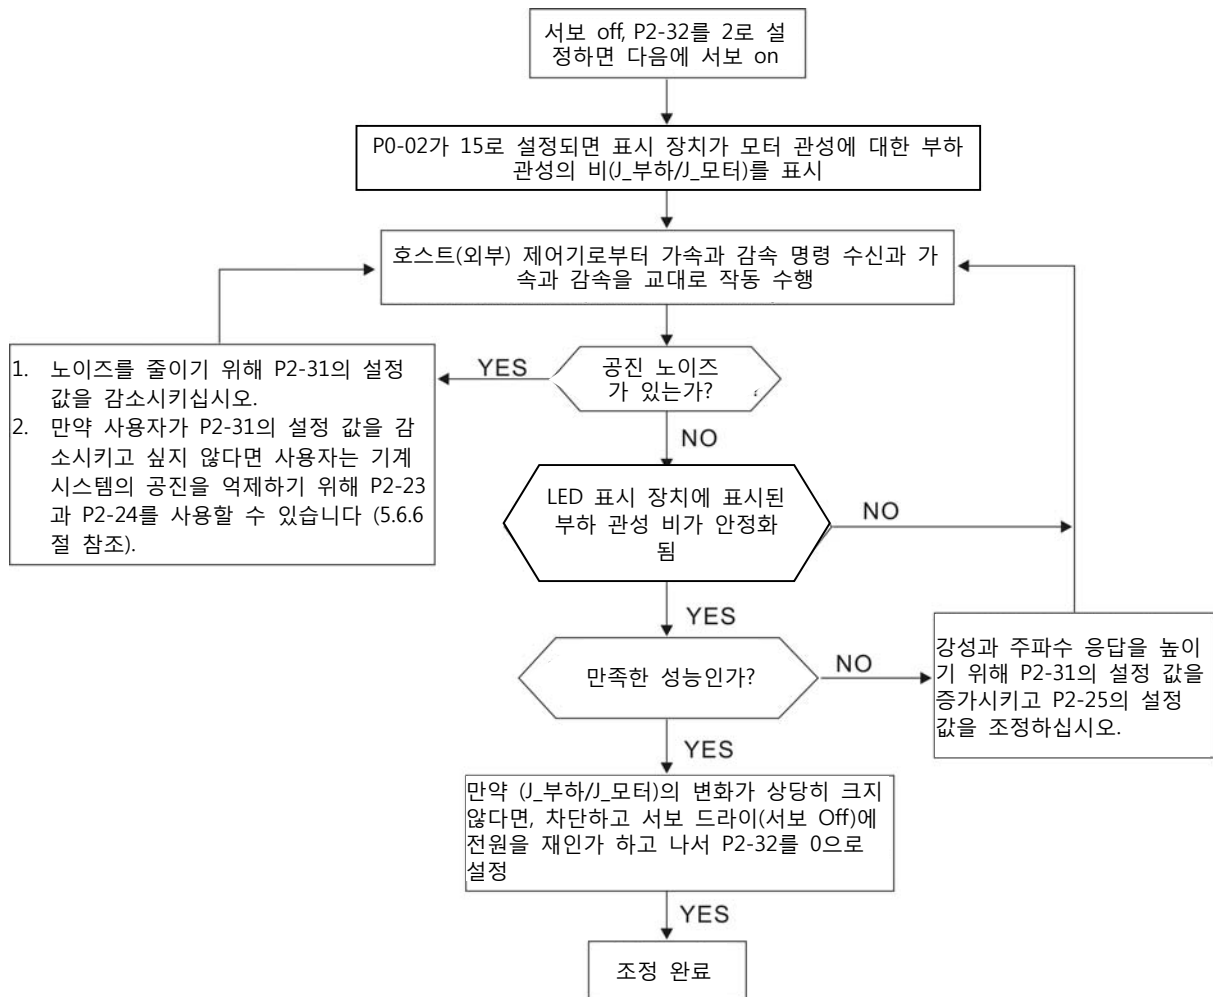 서보 off, P2-32를 2로 설
정하면 다음에 서보 on
P0-02가 15로 설정되면 표시 장치가 모터 관성에 대한 부하
관성의 비(J_부하/J_모터)를 표시
호스트(외부) 제어기로부터 가속과 감속 명령 수신과 가
속과 감속을 교대로 작동 수행
공진 노이즈
가 있는가?
YES
1. 노이즈를 줄이기 위해 P2-31의 설정
값을 감소시키십시오.
2. 만약 사용자가 P2-31의 설정 값을 감
소시키고 싶지 않다면 사용자는 기계
시스템의 공진을 억제하기 위해 P2-23
과 P2-24를 사용할 수 있습니다 (5.6.6
절 참조).
NO
LED 표시 장치에 표시된
부하 관성 비가 안정화
됨
NO
YES
만족한 성능인가?
NO
강성과 주파수 응답을 높이
기 위해 P2-31의 설정 값을
증가시키고 P2-25의 설정
값을 조정하십시오.
YES
만약 (J_부하/J_모터)의 변화가 상당히 크지
않다면, 차단하고 서보 드라이(서보 Off)에
전원을 재인가 하고 나서 P2-32를 0으로
설정
YES
조정 완료